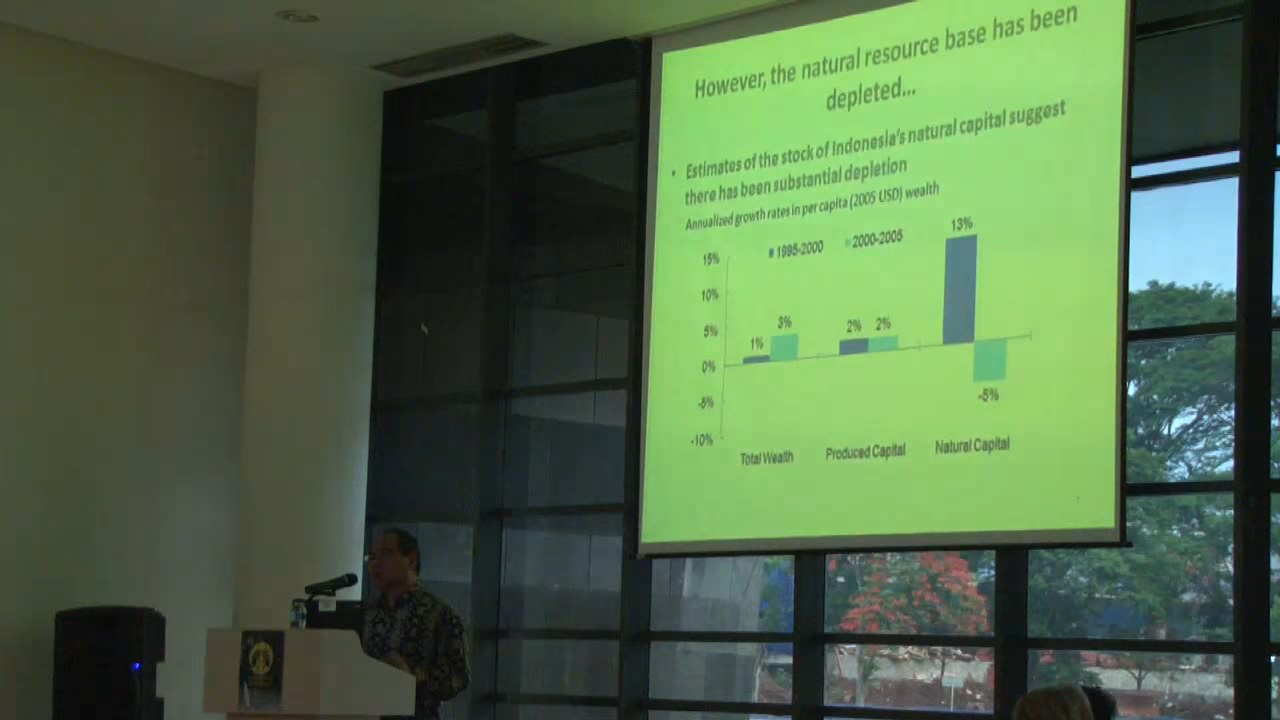 However, the natural resource base has been
depleted...
• Estimates of the stock of Indonesia's natural capital suggest
there has been substantial depletion
Annualized growth rates in per capita (2005 USD) wealth
1995-2000 2000-2005
15%
10%
5%
0%
-5%
-10%
1%
3%
2%
2%
13%
-5%
Total Wealth
Produced Capital
Natural Capital